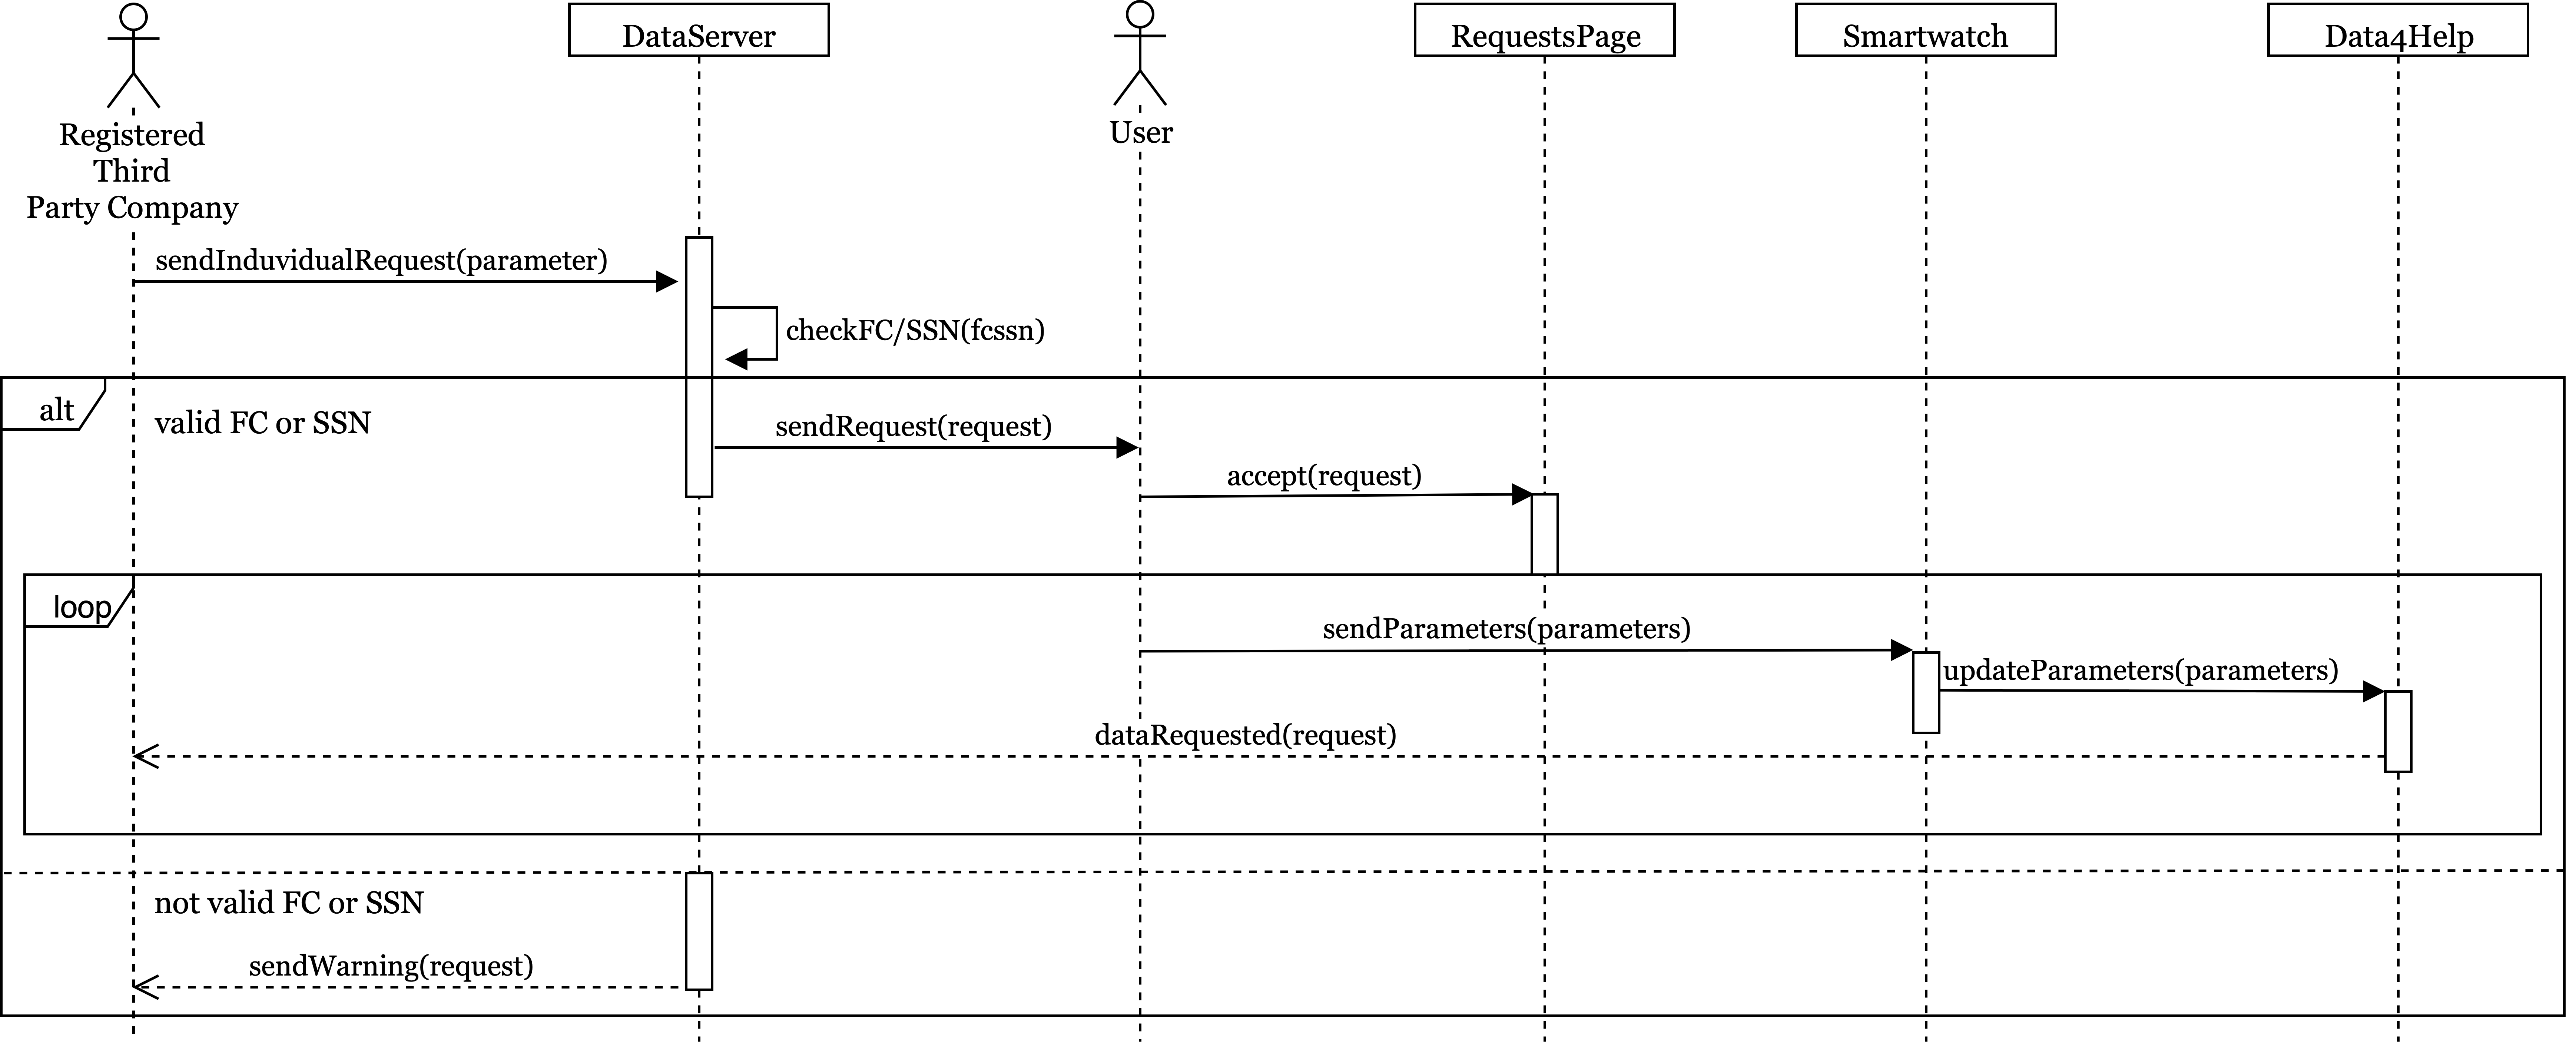 DataServer
RequestsPage
Smartwatch
Data4Help
Registered
Third
Party Company
User
sendInduvidualRequest(parameter)
checkFC/SSN(fcssn)
alt
valid FC or SSN
sendRequest(request)
accept(request)
loop
sendParameters(parameters)
updateParameters(parameters)
dataRequested(request)
not valid FC or SSN
sendWarning(request)